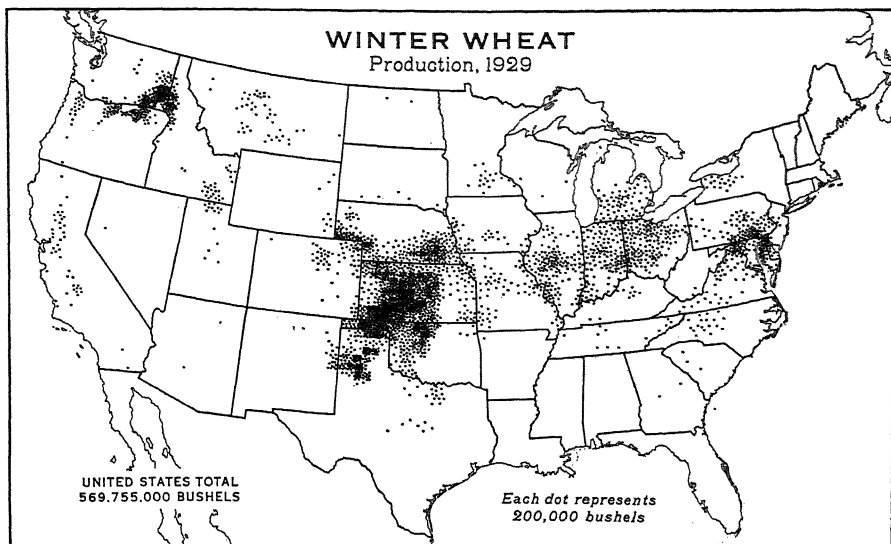 WINTER WHEAT
Production, 1929
UNITED STATES TOTAL
569,755,000 BUSHELS
Each dot represents
200,000 bushels